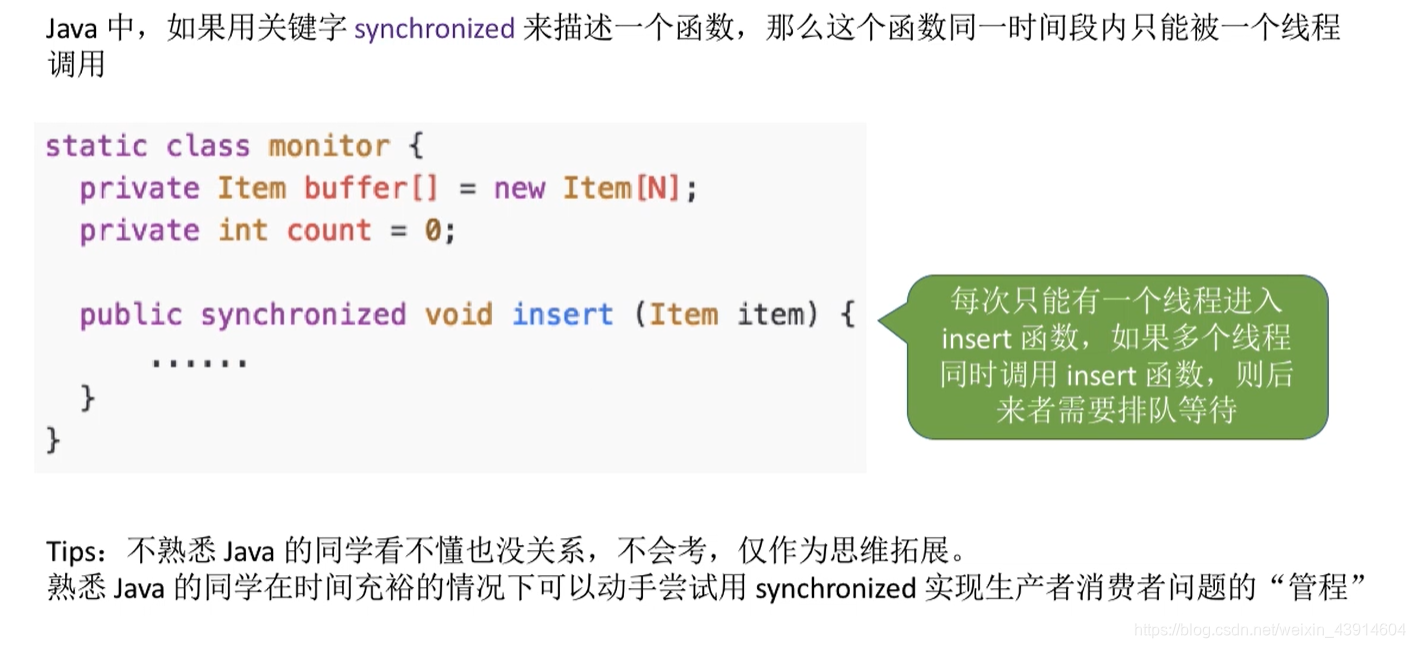 Java 中，如果用关键字 synchronized 来描述一个函数，那么这个函数同一时间段内只能被一个线程
调用
static class monitor {
private Item buffer[] = new Item[N];
private int count = 0;
public synchronized void insert (Item item) {
......
}
}
每次只能有一个线程进入
insert 函数，如果多个线程
同时调用 insert 函数，则后
来者需要排队等待
Tips：不熟悉 Java 的同学看不懂也没关系，不会考，仅作为思维拓展。
熟悉 Java 的同学在时间充裕的情况下可以动手尝试用 synchronized 实现生产者消费者问题的“管程”
https://blog.csdn.net/weixin_43914604